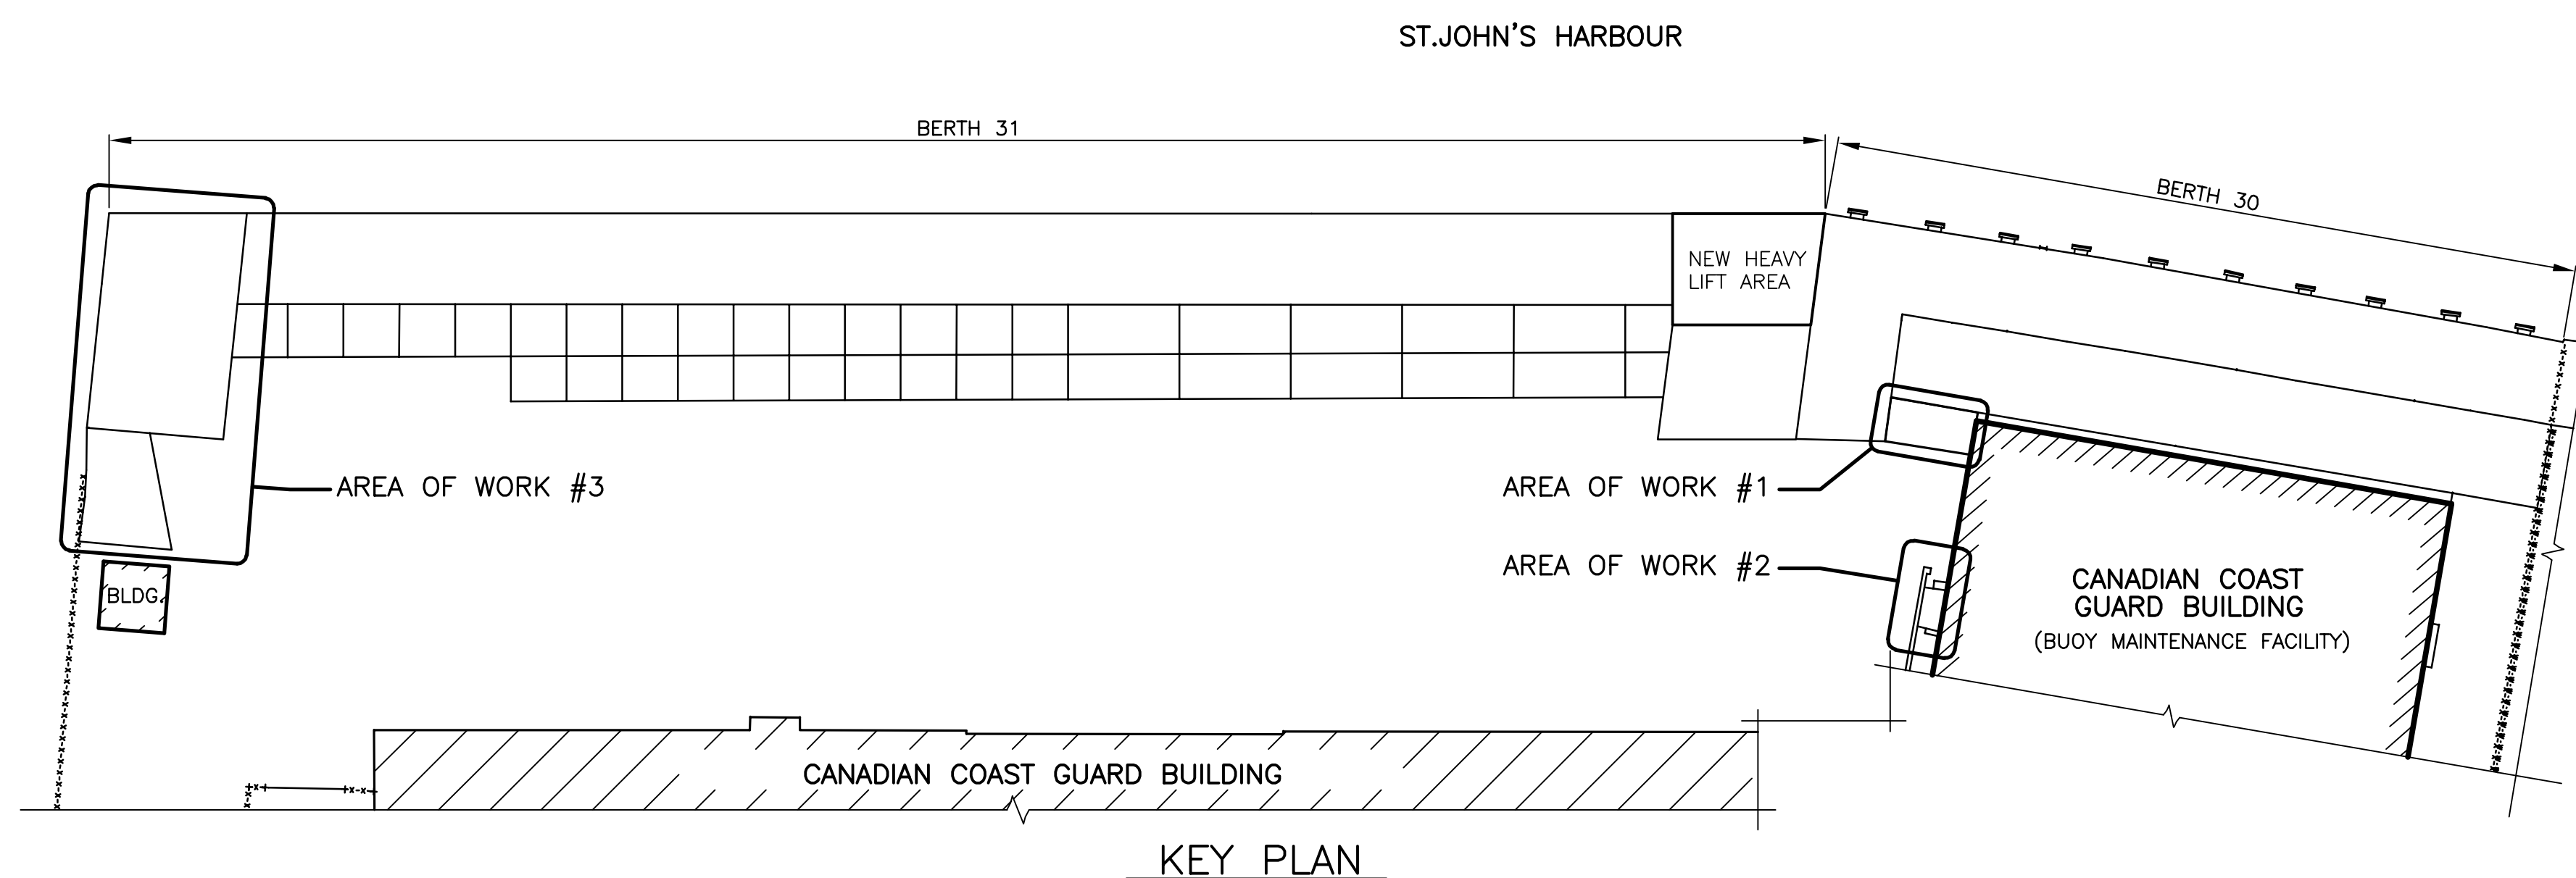 ST.JOHN'S HARBOUR
BERTH 31
BERTH 30
NEW HEAVY
LIFT AREA
AREA OF WORK #3
AREA OF WORK #1
AREA OF WORK #2
CANADIAN COAST
GUARD BUILDING
(BUOY MAINTENANCE FACILITY)
BLDG.
CANADIAN COAST GUARD BUILDING
KEY PLAN